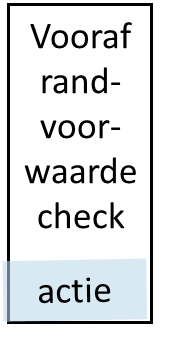 Vooraf
rand-
voor-
waarde
check
actie